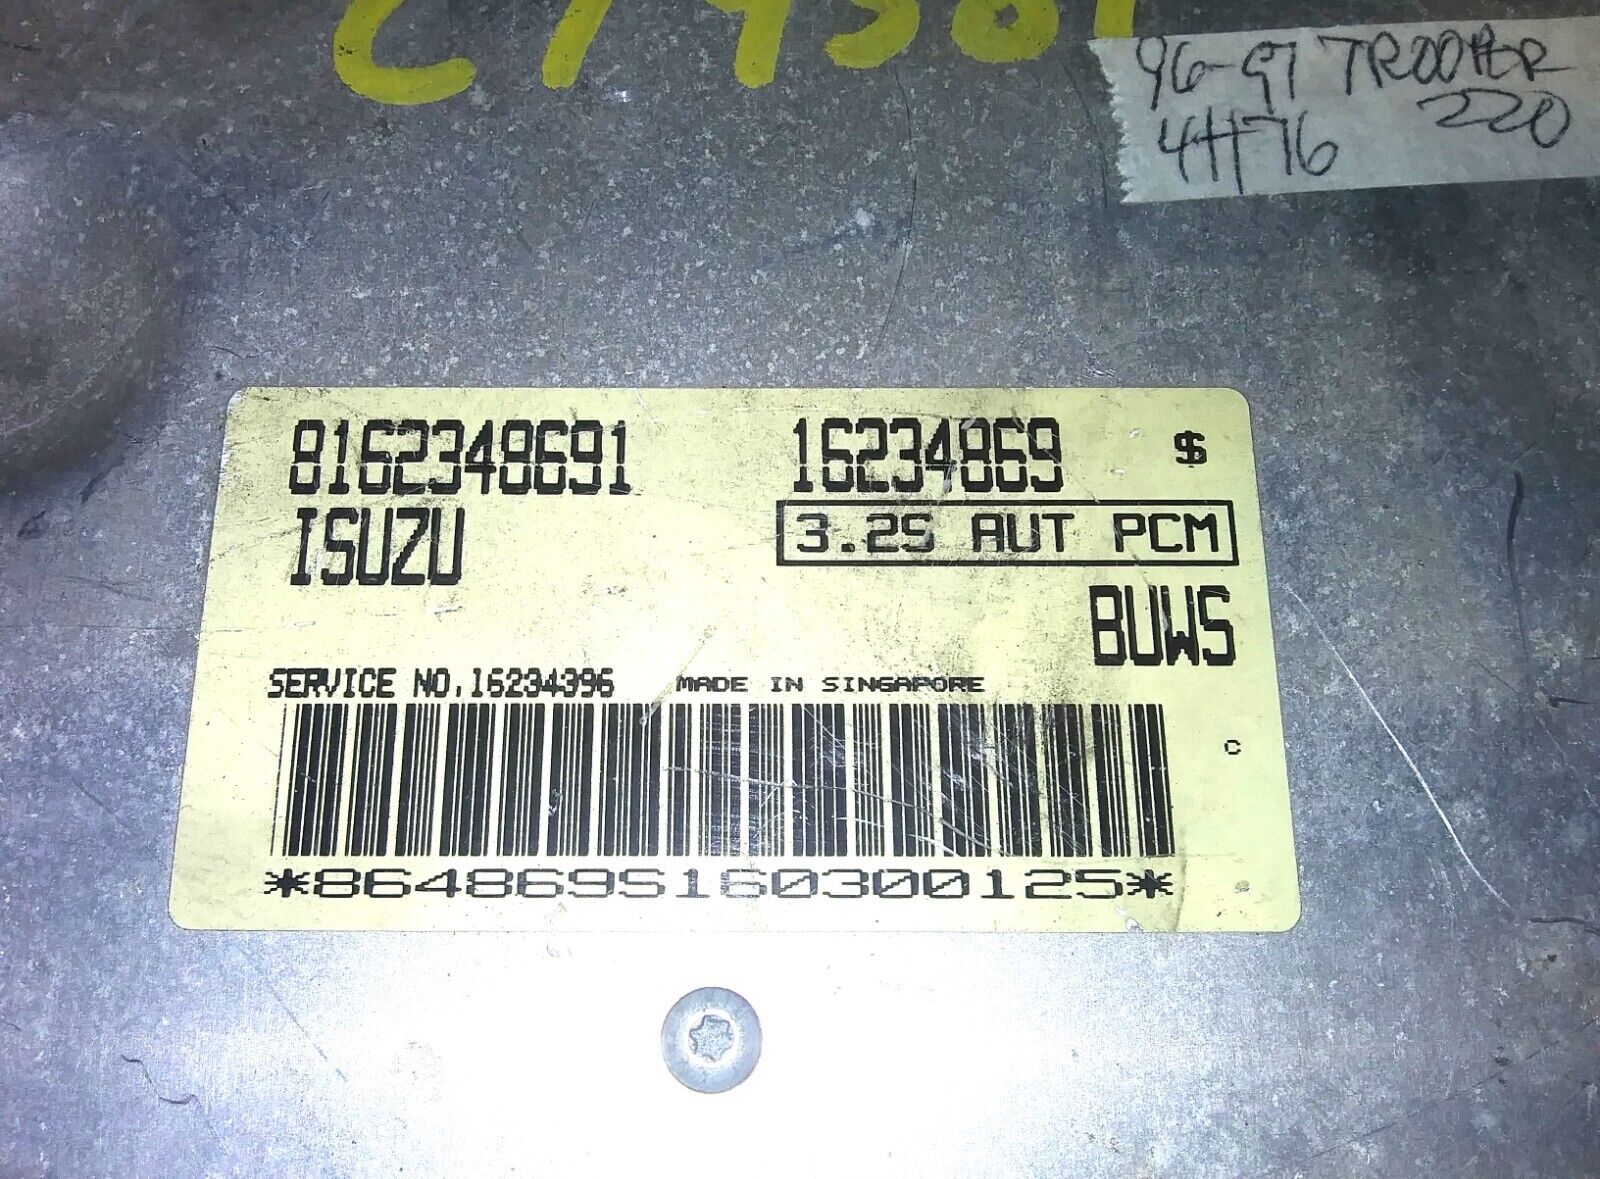 96-97 TROOPER
4H76 220
8162348691 16234869 $
ISUZU 3.2S AUT PCM
BUWS
SERVICE NO.16234396 MADE IN SINGAPORE
C
*864869S160300125*